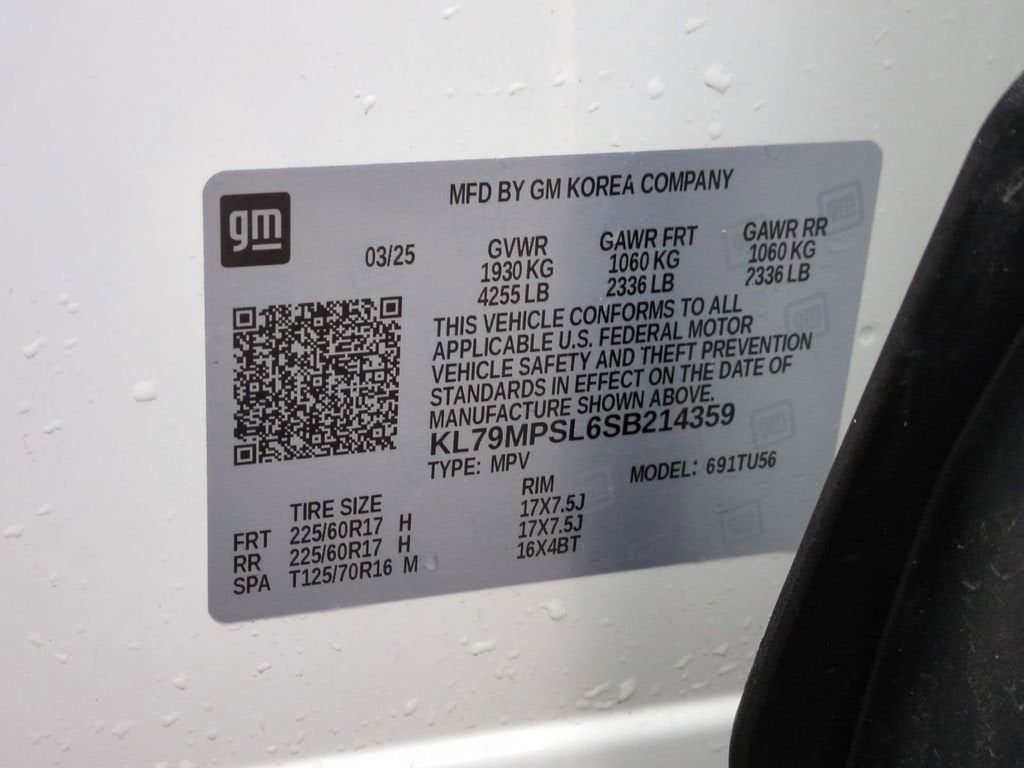 gm
MFD BY GM KOREA COMPANY
03/25
GVWR GAWR FRT GAWR RR
1930 KG 1060 KG 1060 KG
4255 LB 2336 LB 2336 LB
THIS VEHICLE CONFORMS TO ALL
APPLICABLE U.S. FEDERAL MOTOR
VEHICLE SAFETY AND THEFT PREVENTION
STANDARDS IN EFFECT ON THE DATE OF
MANUFACTURE SHOWN ABOVE.
KL79MPSL6SB214359
TYPE: MPV MODEL: 691TU56
TIRE SIZE RIM
FRT 225/60R17 H 17X7.5J
RR 225/60R17 H 17X7.5J
SPA T125/70R16 M 16X4BT